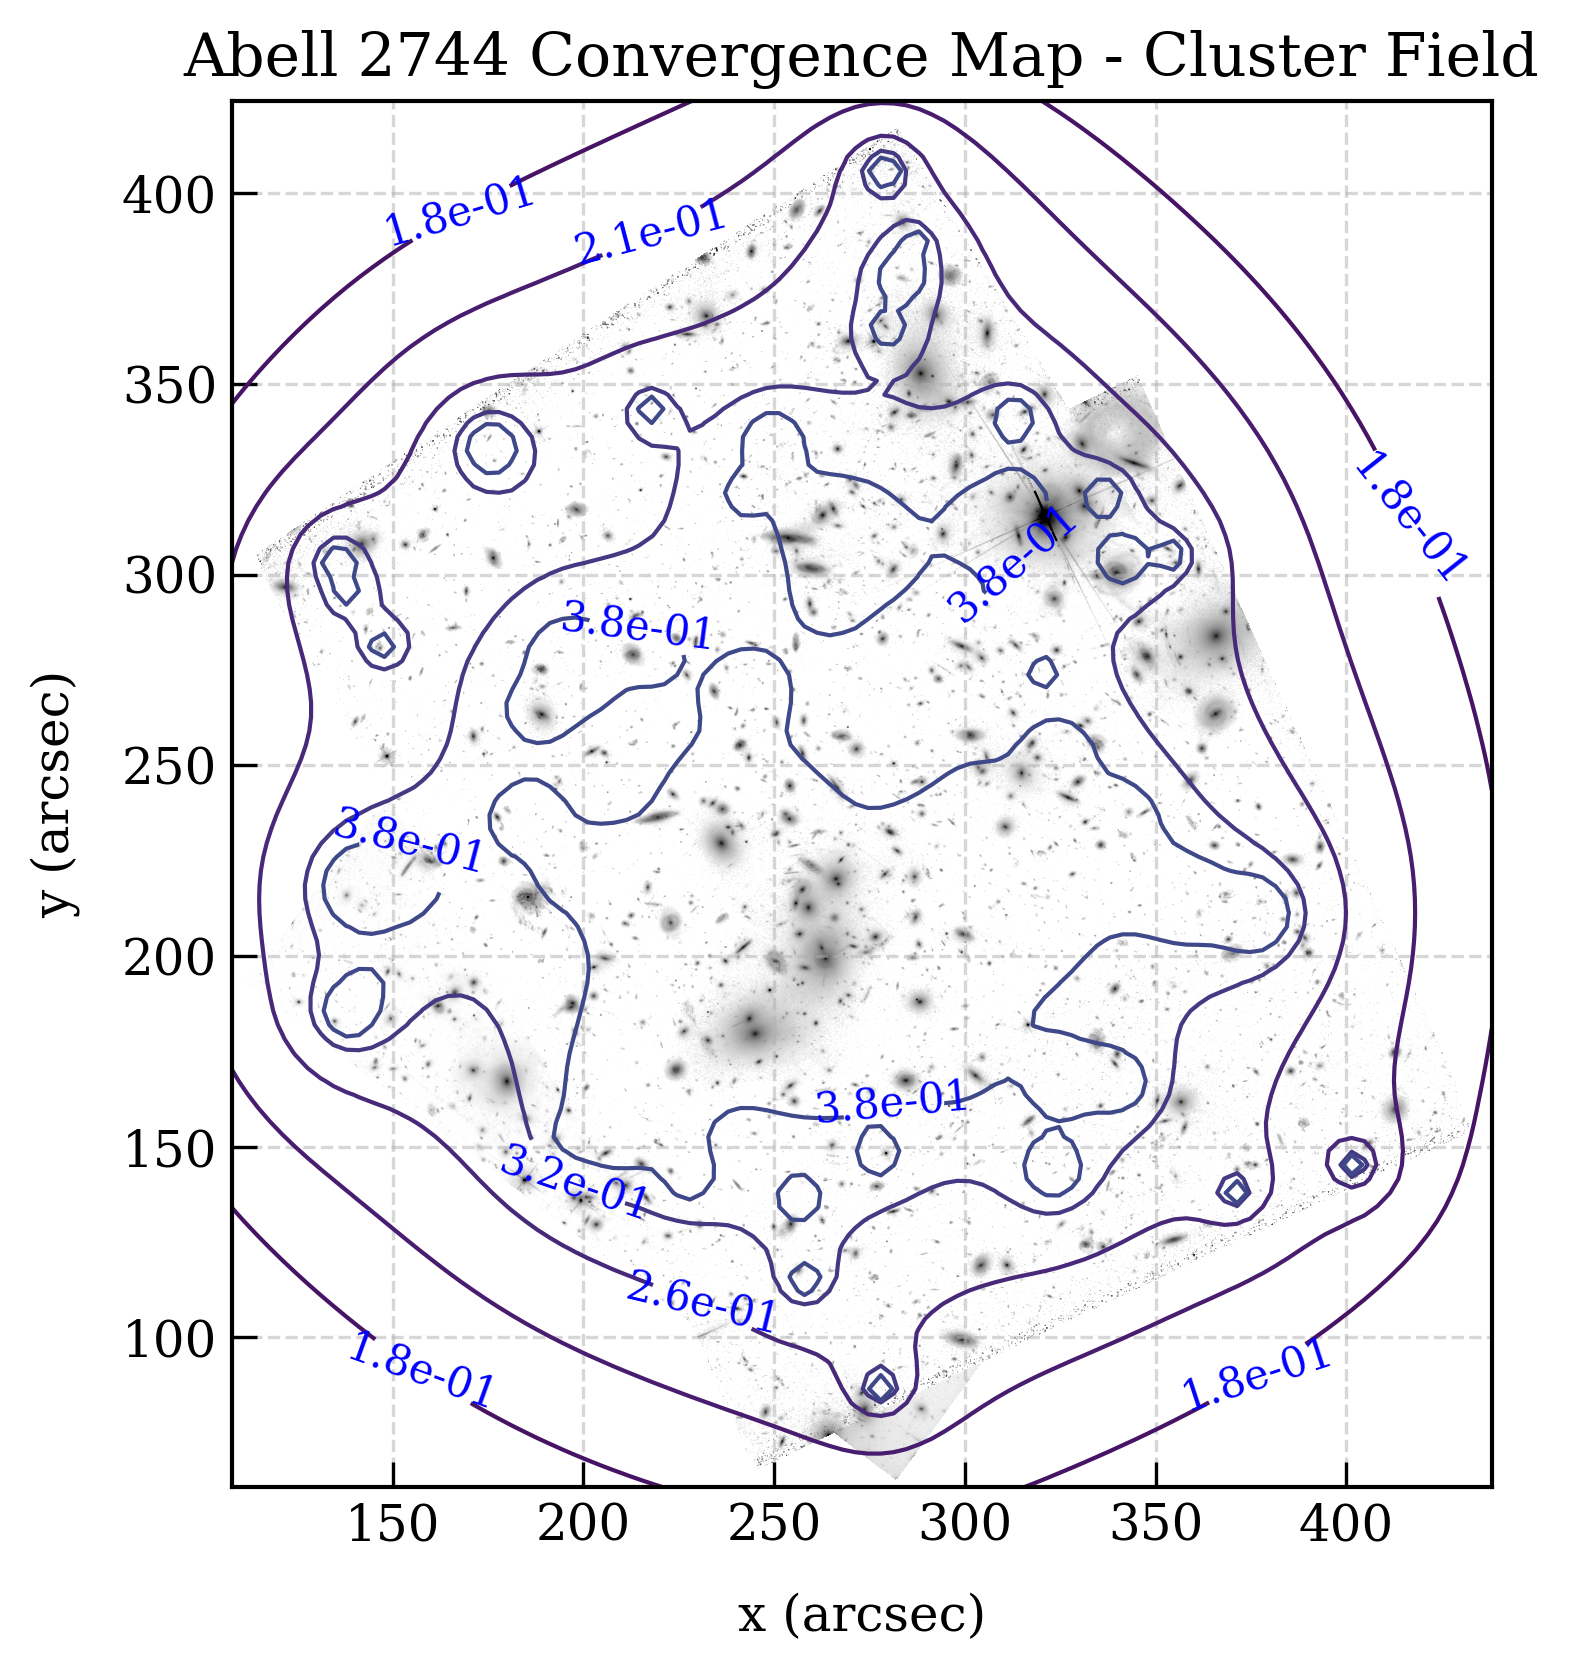 Abell 2744 Convergence Map - Cluster Field
y (arcsec)
400
350
300
250
200
150
100
1.8e-01
2.1e-01
1.8e-01
3.8e-01
3.8e-01
3.8e-01
3.8e-01
3.2e-01
2.6e-01
1.8e-01
1.8e-01
150
200
250
300
350
400
x (arcsec)